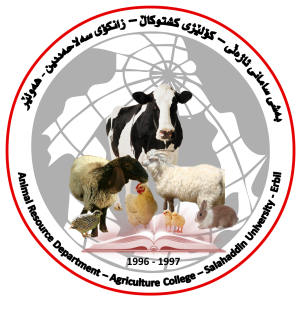 بەشی سامانی ئاژەڵی – کۆلێژی کشتوکاڵ – زانکۆی سەلاحەددین - هەولێر
1996 - 1997
Animal Resource Department – Agriculture College – Salahaddin University - Erbil